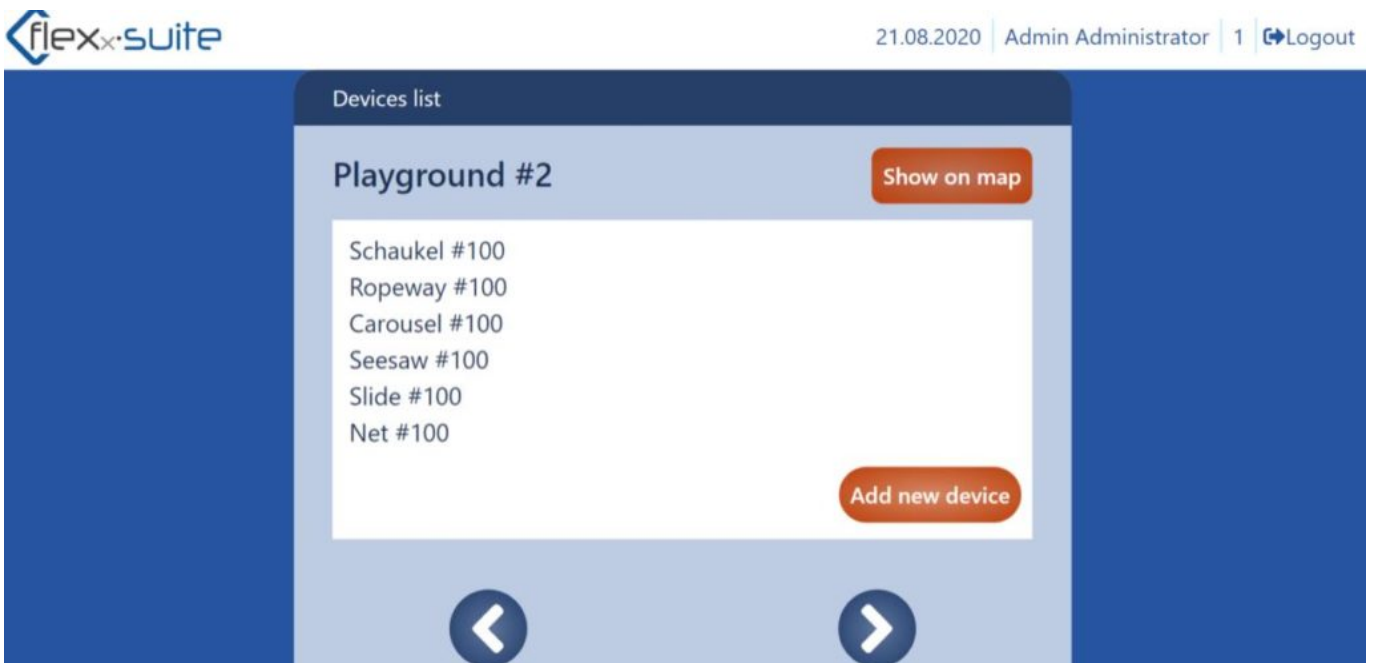 flexx·suite
21.08.2020 Admin Administrator 1 Logout
Devices list
Playground #2
Show on map
Schaukel #100
Ropeway #100
Carousel #100
Seesaw #100
Slide #100
Net #100
Add new device